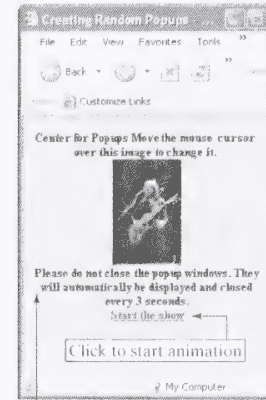 Creating Random Popups - ...
File Edit View Favorites Tools »
Back »
Customize Links
Center for Popups Move the mouse cursor
over this image to change it.
Please do not close the popup windows. They
will automatically be displayed and closed
every 3 seconds.
Start the show
Click to start animation
My Computer